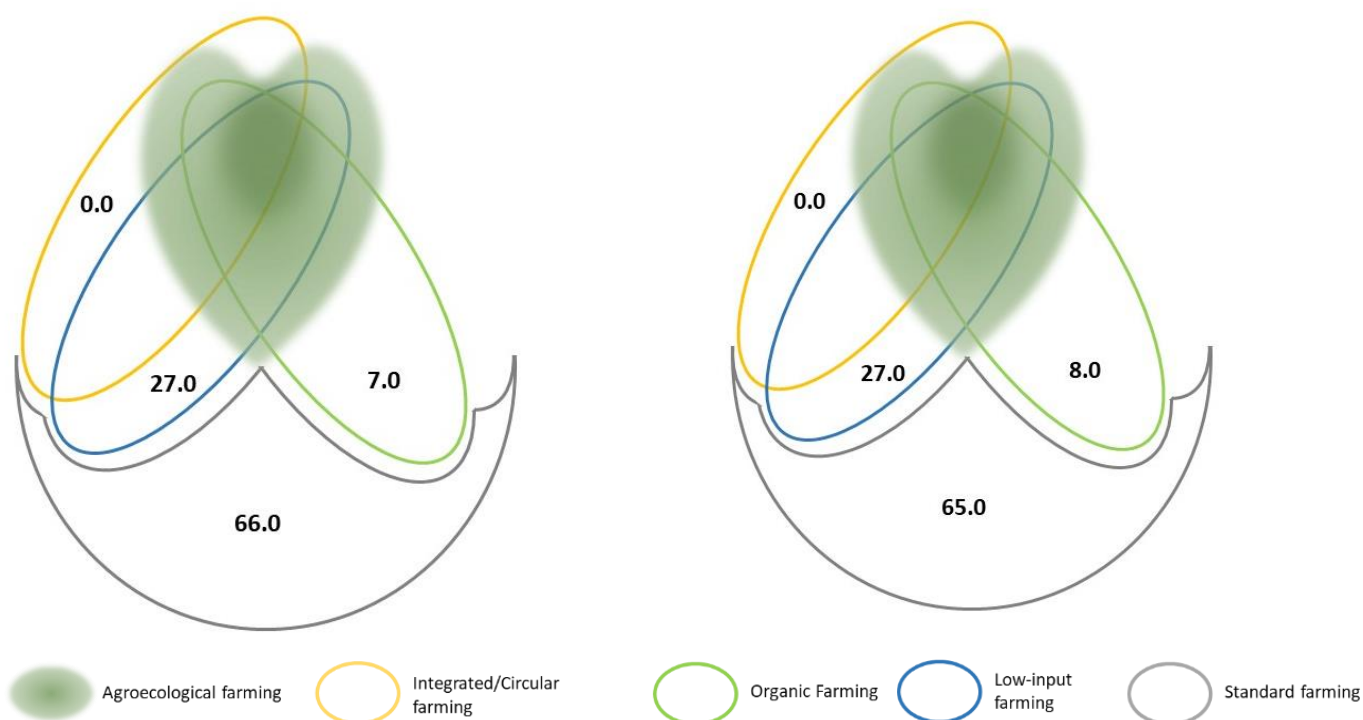 0.0
27.0
7.0
66.0
0.0
27.0
8.0
65.0
Agroecological farming
Integrated/Circular
farming
Organic Farming
Low-input
farming
Standard farming